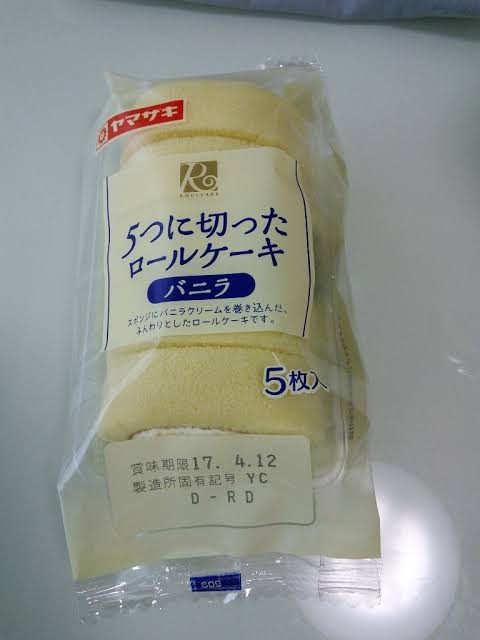 ヤマザキ
R
ROLLCAKE
5つに切った
ロールケーキ
バニラ
スポンジにバニラクリームを巻き込んだ、
ふんわりとしたロールケーキです。
5枚入
賞味期限17. 4.12
製造所固有記号 YC
D-RD